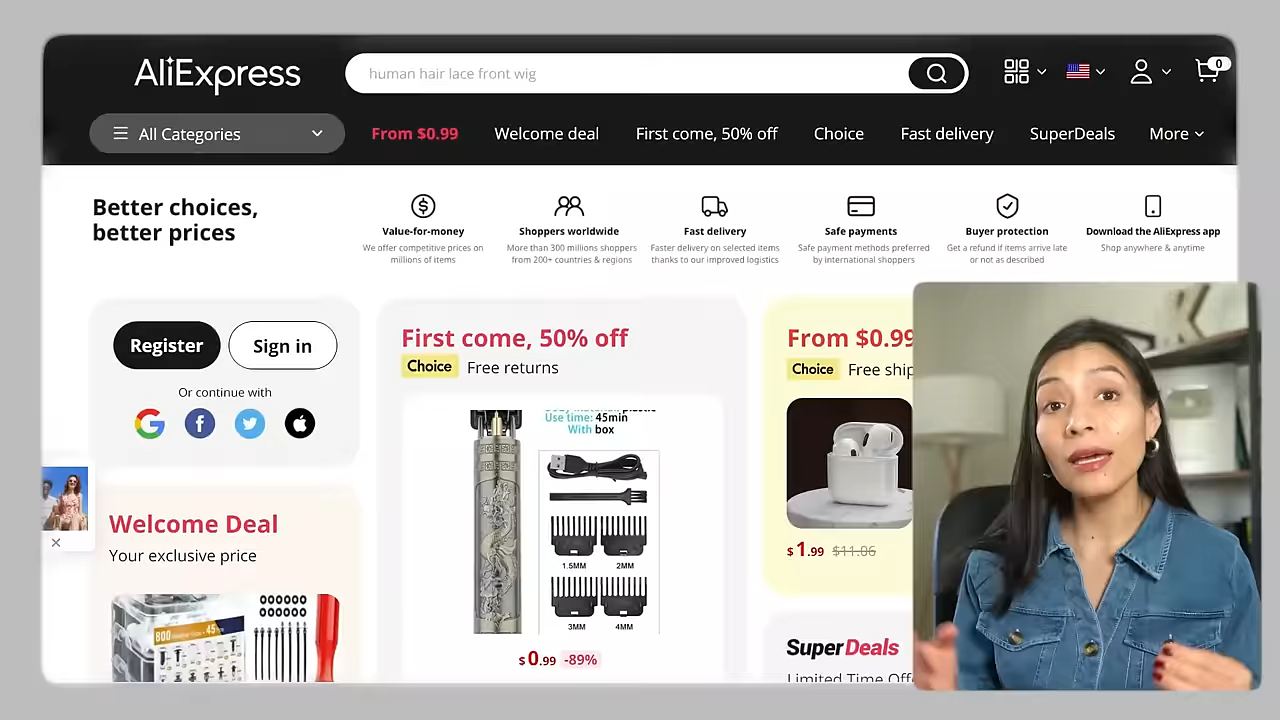 AliExpress
human hair lace front wig
0
All Categories
From $0.99
Welcome deal
First come, 50% off
Choice
Fast delivery
SuperDeals
More
Better choices,
better prices
Value-for-money
We offer competitive prices on
millions of items
Shoppers worldwide
More than 300 millions shoppers
from 200+ countries & regions
Fast delivery
Faster delivery on selected items
thanks to our improved logistics
Safe payments
Safe payment methods preferred
by international shoppers
Buyer protection
Get a refund if items arrive late
or not as described
Download the AliExpress app
Shop anywhere & anytime
Register
Sign in
Or continue with
Welcome Deal
Your exclusive price
800
45
First come, 50% off
Choice Free returns
Use time: 45min
With box
1.5MM
2MM
3MM
4MM
$0.99 -89%
From $0.99
Choice Free ship
$1.99 $11.06
SuperDeals
Limited Time Off